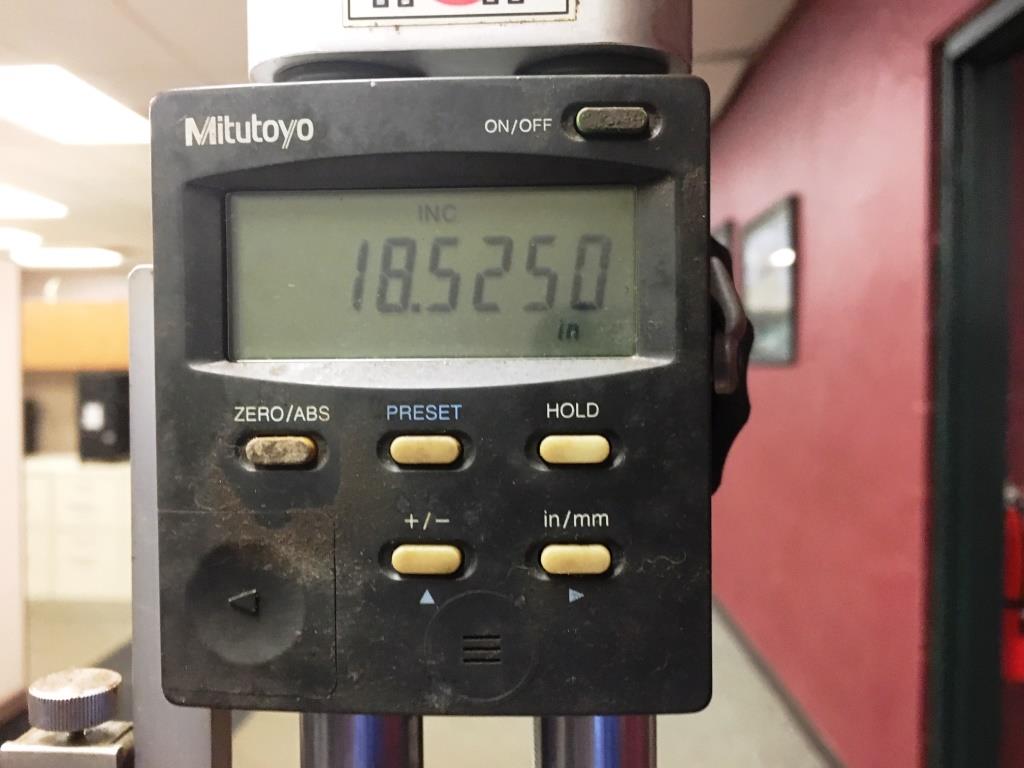 Mitutoyo
ON/OFF
INC
18.5250
in
ZERO/ABS
PRESET
HOLD
+/−
in/mm